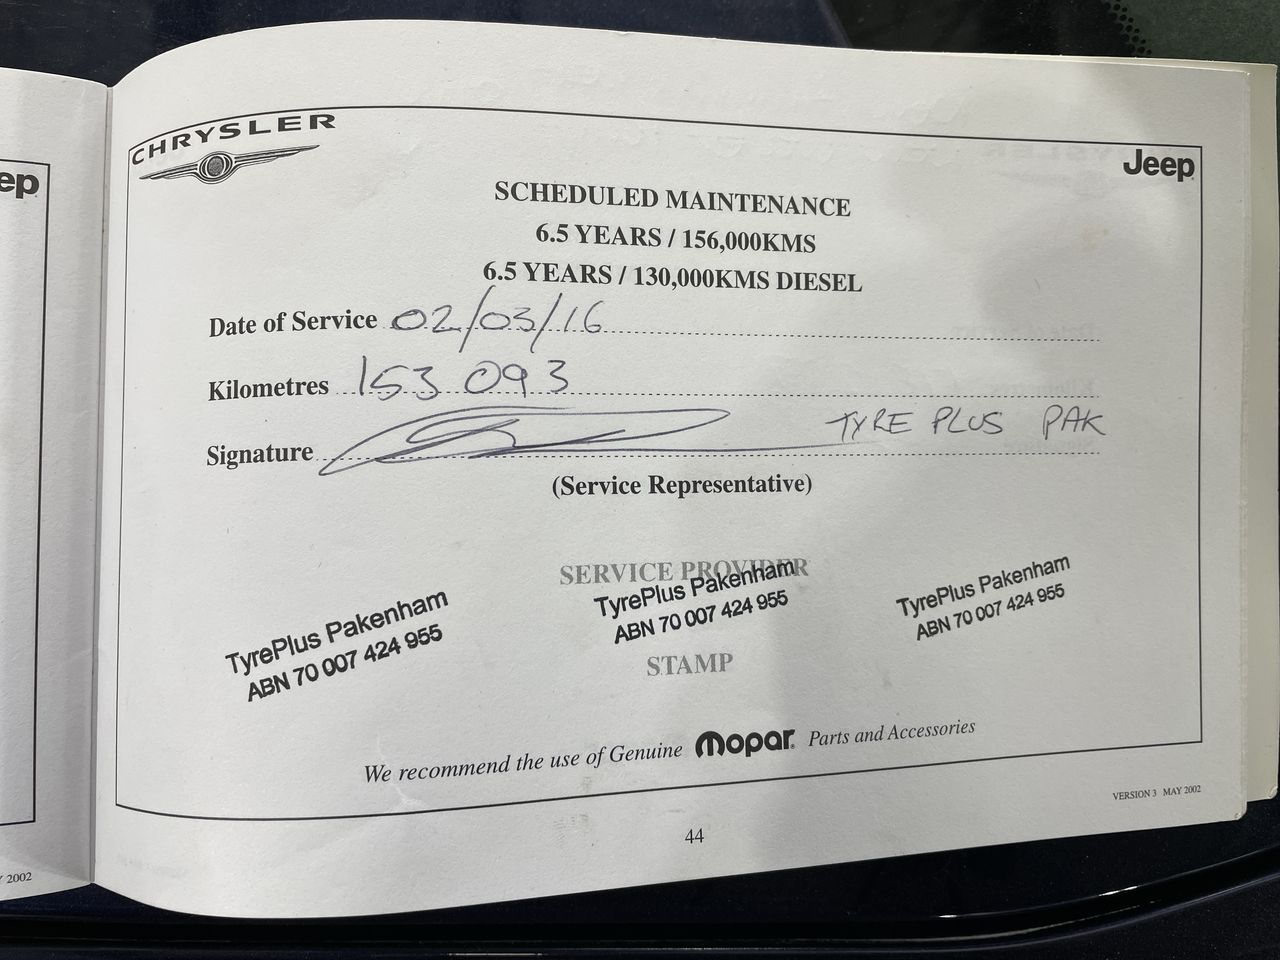 ep
CHRYSLER
Jeep
SCHEDULED MAINTENANCE
6.5 YEARS / 156,000KMS
6.5 YEARS / 130,000KMS DIESEL
Date of Service 02/03/16
Kilometres 153 093
Signature TYRE PLUS PAK
(Service Representative)
SERVICE PROVIDER
TyrePlus Pakenham
ABN 70 007 424 955
TyrePlus Pakenham
ABN 70 007 424 955
TyrePlus Pakenham
ABN 70 007 424 955
STAMP
We recommend the use of Genuine Mopar Parts and Accessories
VERSION 3 MAY 2002
44
Y 2002